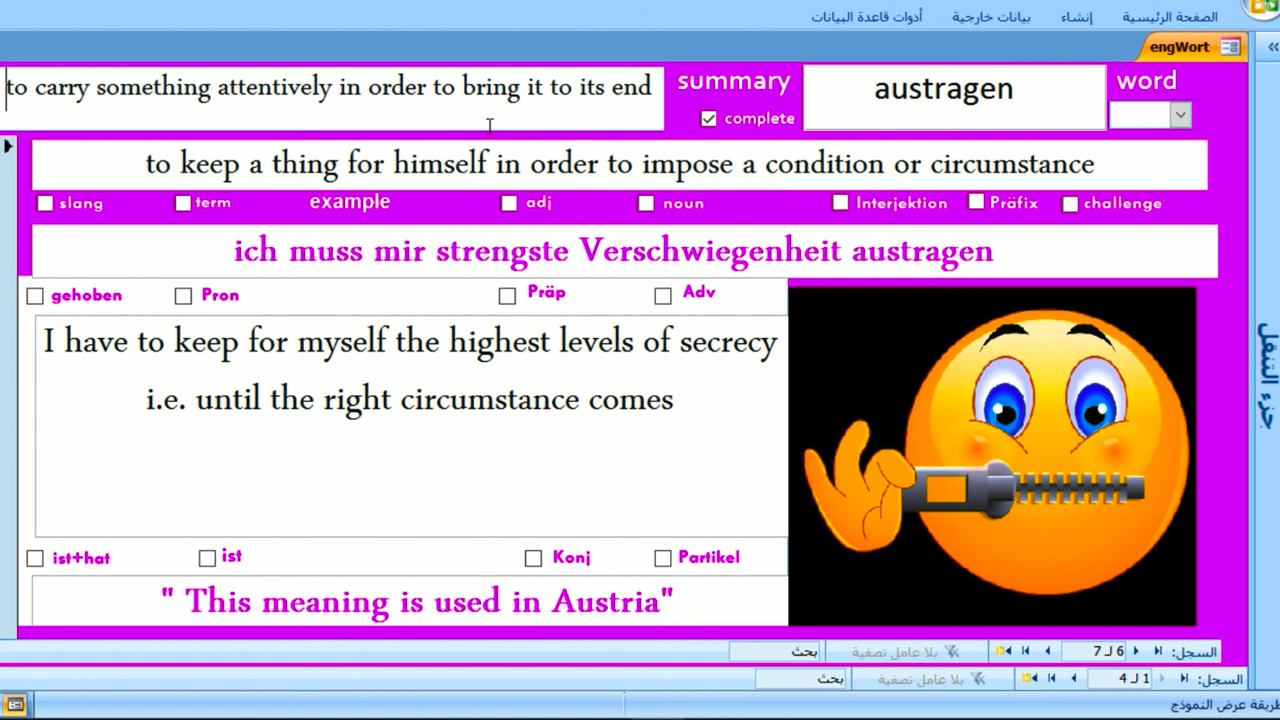 الصفحة الرئيسية إنشاء بيانات خارجية أدوات قاعدة البيانات
engWort
to carry something attentively in order to bring it to its end
summary
austragen
word
complete
to keep a thing for himself in order to impose a condition or circumstance
slang term example adj noun Interjektion Präfix challenge
ich muss mir strengste Verschwiegenheit austragen
gehoben Pron Präp Adv
I have to keep for myself the highest levels of secrecy
i.e. until the right circumstance comes
ist+hat ist Konj Partikel
" This meaning is used in Austria"
جزء التنقل
السجل: 6 لـ 7 بلا عامل تصفية بحث
السجل: 1 لـ 4 بلا عامل تصفية بحث
طريقة عرض النموذج